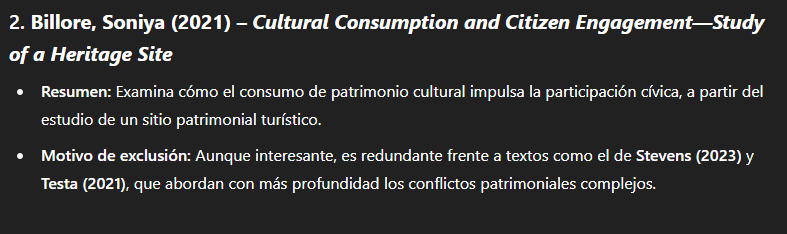 2. Billore, Soniya (2021) – Cultural Consumption and Citizen Engagement—Study
of a Heritage Site
• Resumen: Examina cómo el consumo de patrimonio cultural impulsa la participación cívica, a partir del
estudio de un sitio patrimonial turístico.
• Motivo de exclusión: Aunque interesante, es redundante frente a textos como el de Stevens (2023) y
Testa (2021), que abordan con más profundidad los conflictos patrimoniales complejos.